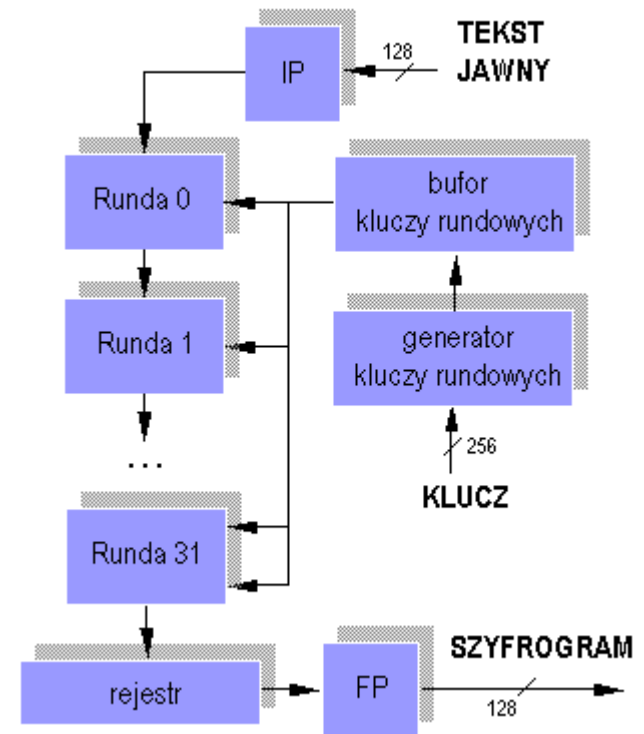 TEKST
JAWNY
128
IP
Runda 0
bufor
kluczy rundowych
Runda 1
generator
kluczy rundowych
256
KLUCZ
...
Runda 31
SZYFROGRAM
rejestr
FP
128